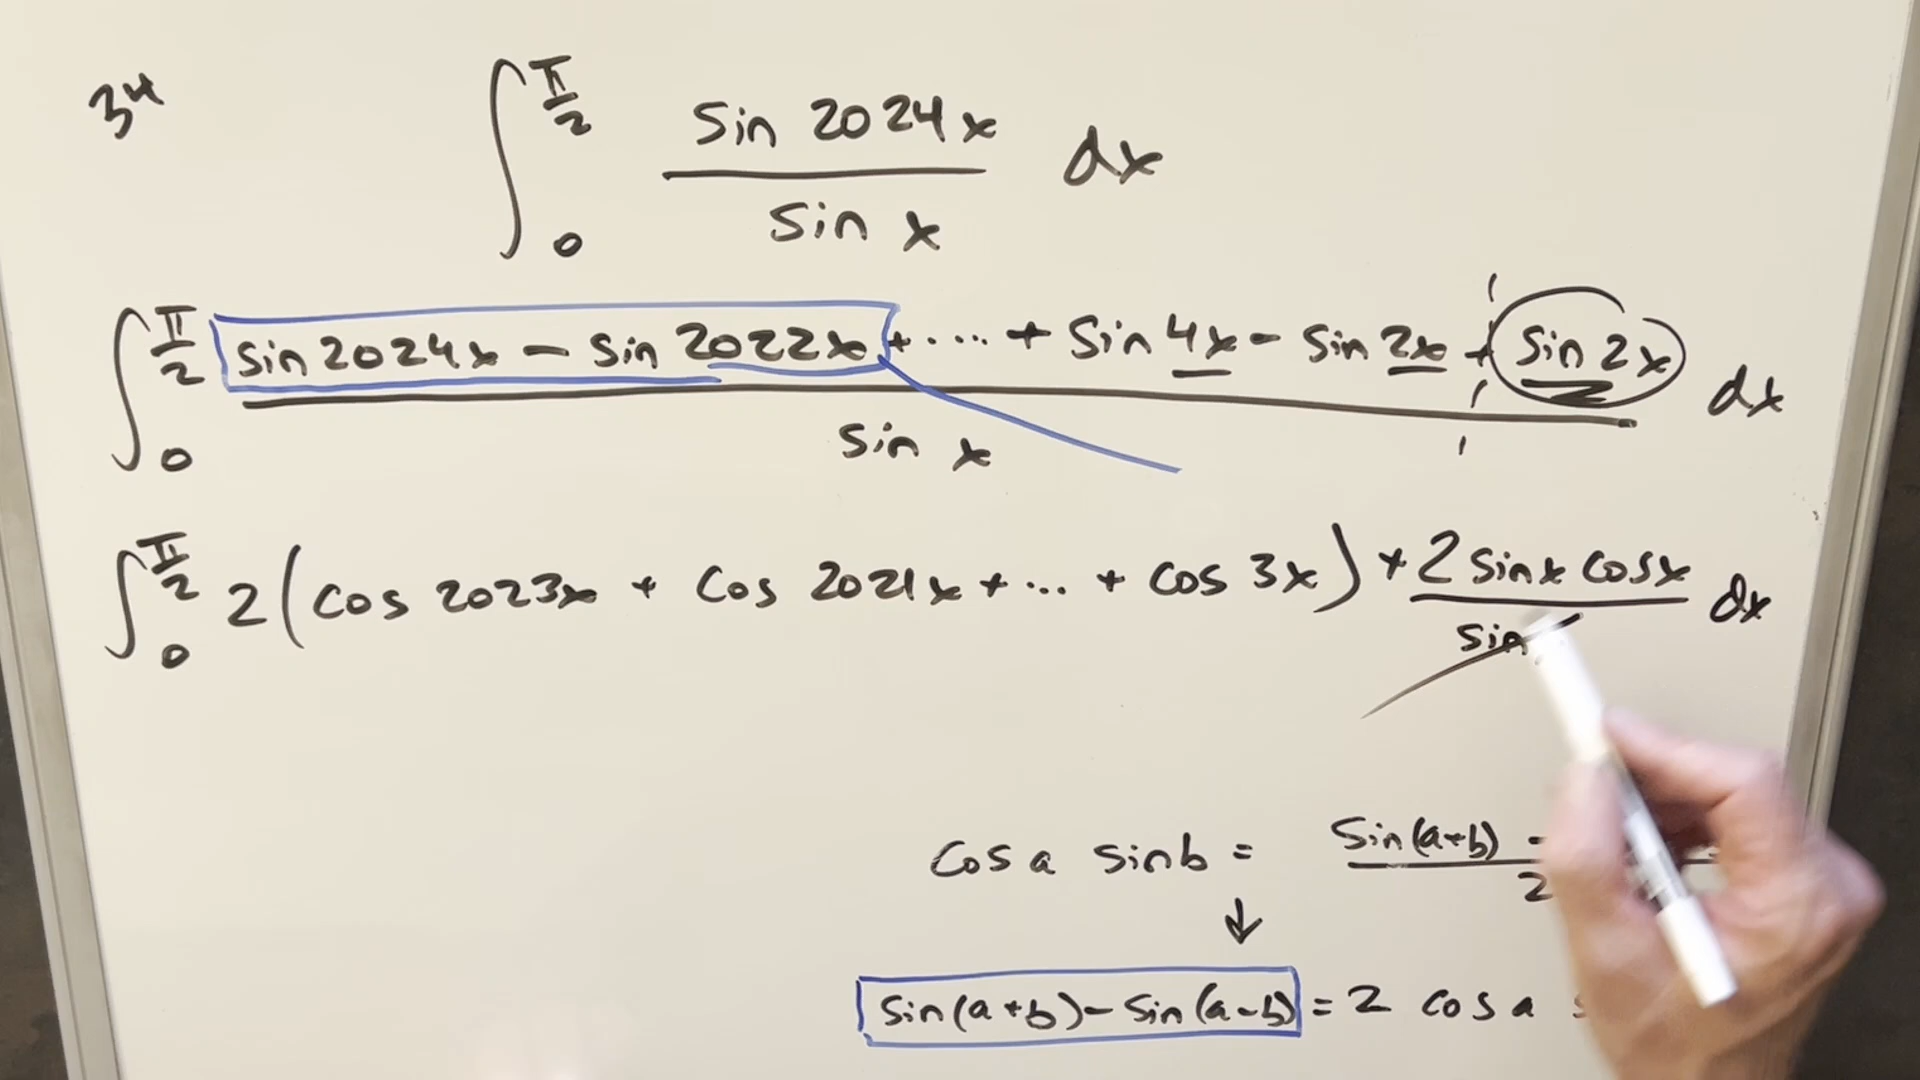 34
∫₀^(π/2) sin 2024x / sin x dx
∫₀^(π/2) (sin 2024x − sin 2022x + .... + sin 4x − sin 2x + sin 2x) / sin x dx
∫₀^(π/2) 2(cos 2023x + cos 2021x + ... + cos 3x) + 2 sin x cos x / sin dx
cos a sin b = sin(a+b) - / 2
↓
sin(a+b) − sin(a−b) = 2 cos a